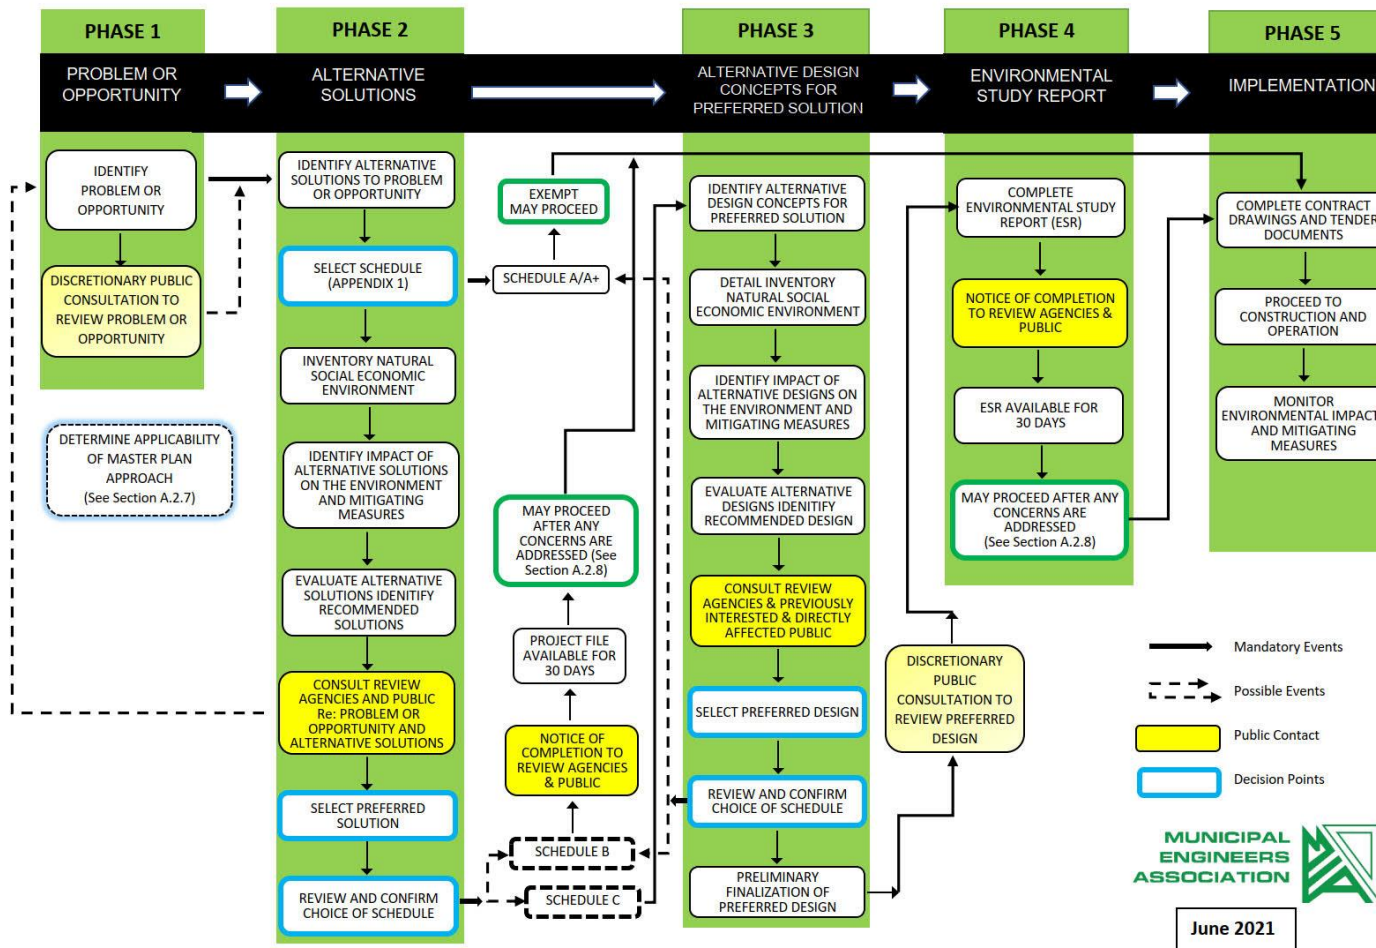 PHASE 1
PROBLEM OR
OPPORTUNITY
IDENTIFY
PROBLEM OR
OPPORTUNITY
DISCRETIONARY PUBLIC
CONSULTATION TO
REVIEW PROBLEM OR
OPPORTUNITY
DETERMINE APPLICABILITY
OF MASTER PLAN
APPROACH
(See Section A.2.7)
PHASE 2
ALTERNATIVE
SOLUTIONS
IDENTIFY ALTERNATIVE
SOLUTIONS TO PROBLEM
OR OPPORTUNITY
SELECT SCHEDULE
(APPENDIX 1)
INVENTORY NATURAL
SOCIAL ECONOMIC
ENVIRONMENT
IDENTIFY IMPACT OF
ALTERNATIVE SOLUTIONS
ON THE ENVIRONMENT
AND MITIGATING
MEASURES
EVALUATE ALTERNATIVE
SOLUTIONS IDENITIFY
RECOMMENDED
SOLUTIONS
CONSULT REVIEW
AGENCIES AND PUBLIC
Re: PROBLEM OR
OPPORTUNITY AND
ALTERNATIVE SOLUTIONS
SELECT PREFERRED
SOLUTION
REVIEW AND CONFIRM
CHOICE OF SCHEDULE
EXEMPT
MAY PROCEED
SCHEDULE A/A+
MAY PROCEED
AFTER ANY
CONCERNS ARE
ADDRESSED (See
Section A.2.8)
PROJECT FILE
AVAILABLE FOR
30 DAYS
NOTICE OF
COMPLETION TO
REVIEW AGENCIES
& PUBLIC
SCHEDULE B
SCHEDULE C
PHASE 3
ALTERNATIVE DESIGN
CONCEPTS FOR
PREFERRED SOLUTION
IDENTIFY ALTERNATIVE
DESIGN CONCEPTS FOR
PREFERRED SOLUTION
DETAIL INVENTORY
NATURAL SOCIAL
ECONOMIC ENVIRONMENT
IDENTIFY IMPACT OF
ALTERNATIVE DESIGNS ON
THE ENVIRONMENT AND
MITIGATING MEASURES
EVALUATE ALTERNATIVE
DESIGNS IDENITIFY
RECOMMENDED DESIGN
CONSULT REVIEW
AGENCIES & PREVIOUSLY
INTERESTED & DIRECTLY
AFFECTED PUBLIC
SELECT PREFERRED DESIGN
REVIEW AND CONFIRM
CHOICE OF SCHEDULE
PRELIMINARY
FINALIZATION OF
PREFERRED DESIGN
DISCRETIONARY
PUBLIC
CONSULTATION TO
REVIEW PREFERRED
DESIGN
PHASE 4
ENVIRONMENTAL
STUDY REPORT
COMPLETE
ENVIRONMENTAL STUDY
REPORT (ESR)
NOTICE OF COMPLETION
TO REVIEW AGENCIES &
PUBLIC
ESR AVAILABLE FOR
30 DAYS
MAY PROCEED AFTER ANY
CONCERNS ARE
ADDRESSED
(See Section A.2.8)
PHASE 5
IMPLEMENTATION
COMPLETE CONTRACT
DRAWINGS AND TENDER
DOCUMENTS
PROCEED TO
CONSTRUCTION AND
OPERATION
MONITOR
ENVIRONMENTAL IMPACT
AND MITIGATING
MEASURES
Mandatory Events
Possible Events
Public Contact
Decision Points
MUNICIPAL
ENGINEERS
ASSOCIATION
June 2021